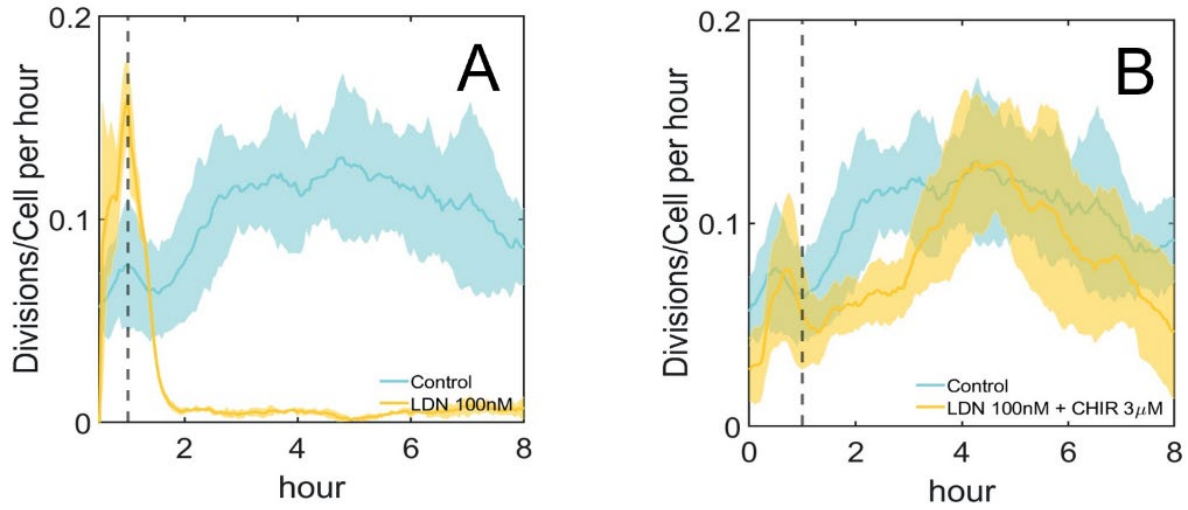 A
Divisions/Cell per hour
0.2
0.1
0
2
4
6
8
hour
Control
LDN 100nM
B
Divisions/Cell per hour
0.2
0.1
0
0
2
4
6
8
hour
Control
LDN 100nM + CHIR 3μM